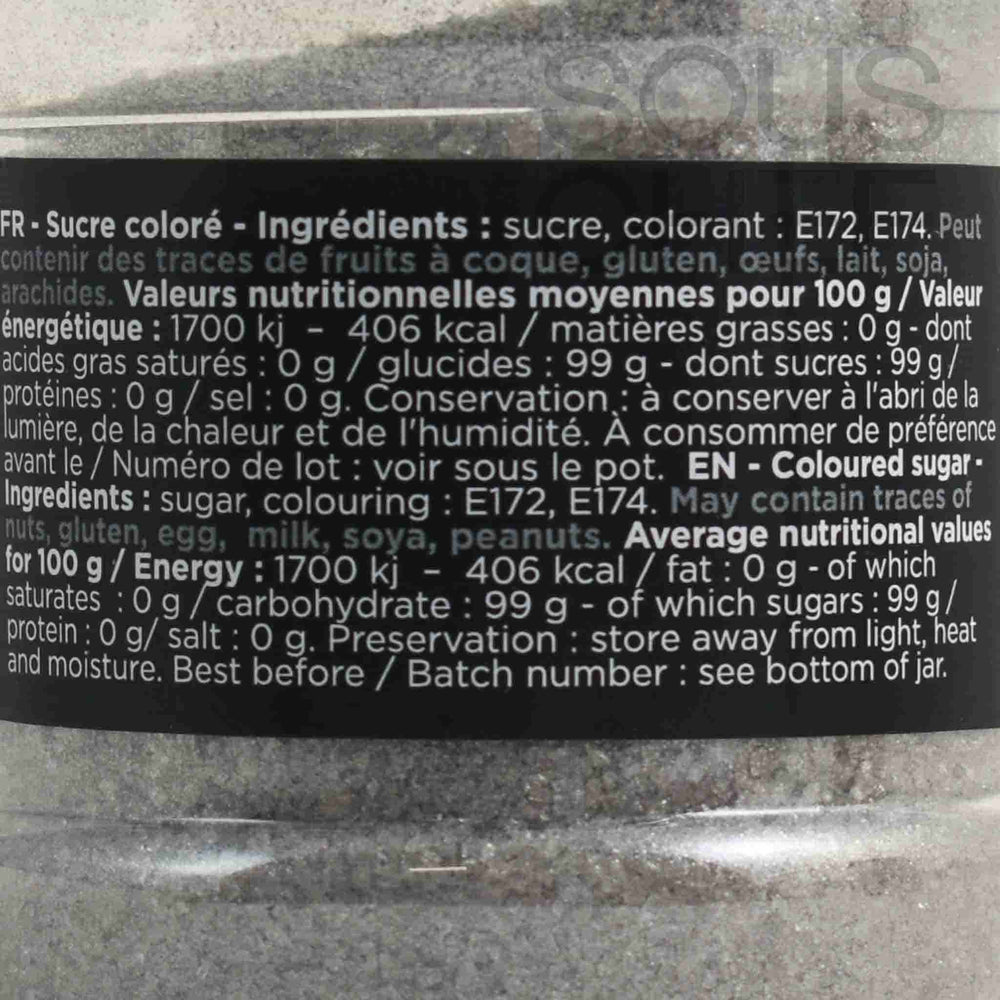 SOUS
CHEF
FR - Sucre coloré - Ingrédients : sucre, colorant : E172, E174. Peut
contenir des traces de fruits à coque, gluten, œufs, lait, soja,
arachides. Valeurs nutritionnelles moyennes pour 100 g / Valeur
énergétique : 1700 kj - 406 kcal / matières grasses : 0 g - dont
acides gras saturés : 0 g / glucides : 99 g - dont sucres : 99 g /
protéines : 0 g / sel : 0 g. Conservation : à conserver à l'abri de la
lumière, de la chaleur et de l'humidité. À consommer de préférence
avant le / Numéro de lot : voir sous le pot. EN - Coloured sugar -
Ingredients : sugar, colouring : E172, E174. May contain traces of
nuts, gluten, egg, milk, soya, peanuts. Average nutritional values
for 100 g / Energy : 1700 kj - 406 kcal / fat : 0 g - of which
saturates : 0 g / carbohydrate : 99 g - of which sugars : 99 g /
protein : 0 g/ salt : 0 g. Preservation : store away from light, heat
and moisture. Best before / Batch number : see bottom of jar.